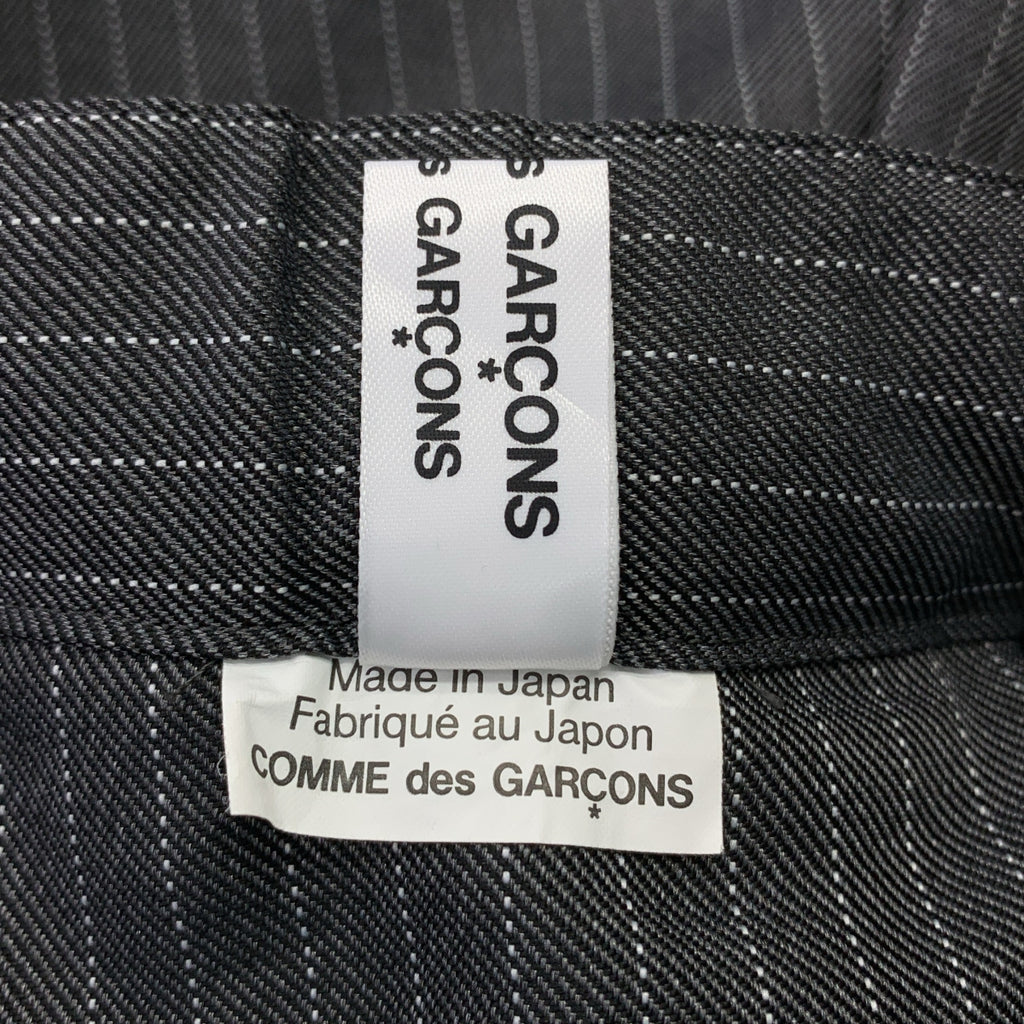 s GARÇONS
s GARÇONS
Made in Japan
Fabriqué au Japon
COMME des GARÇONS